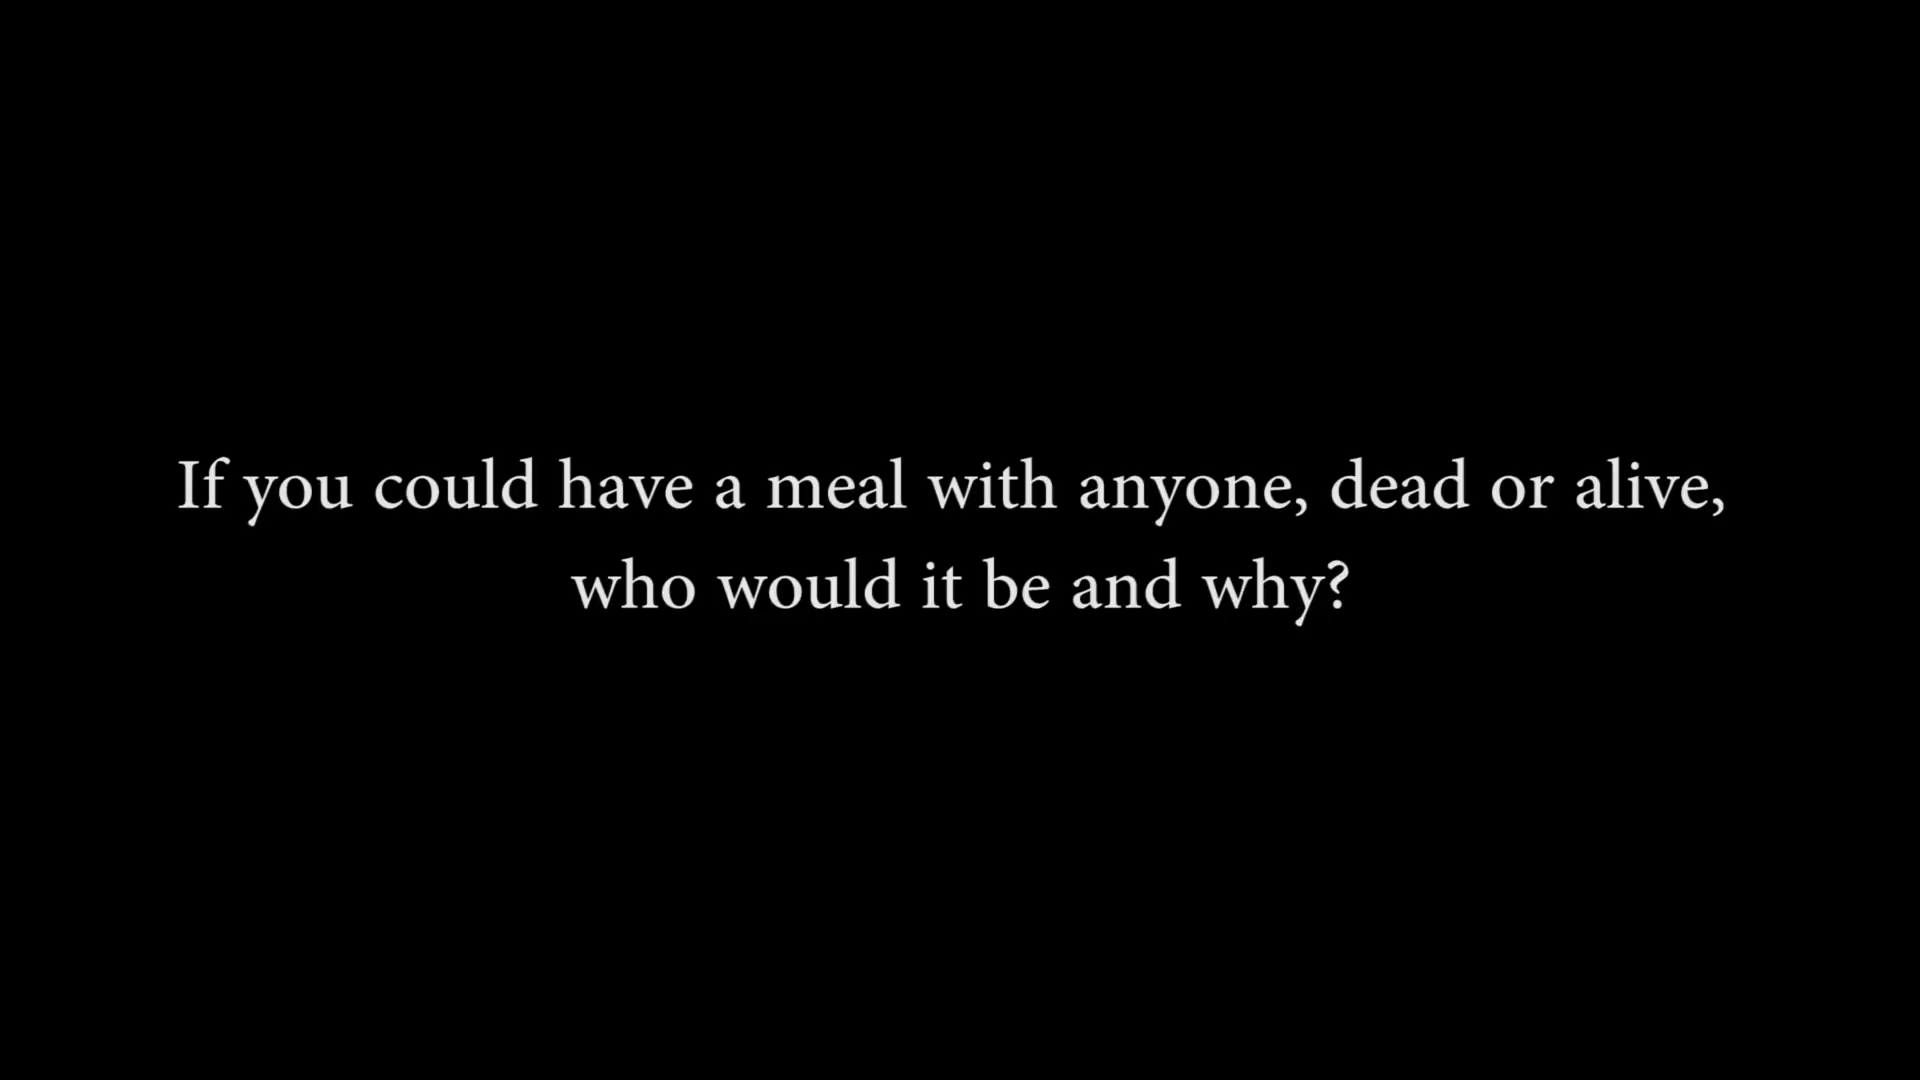 If you could have a meal with anyone, dead or alive,
who would it be and why?